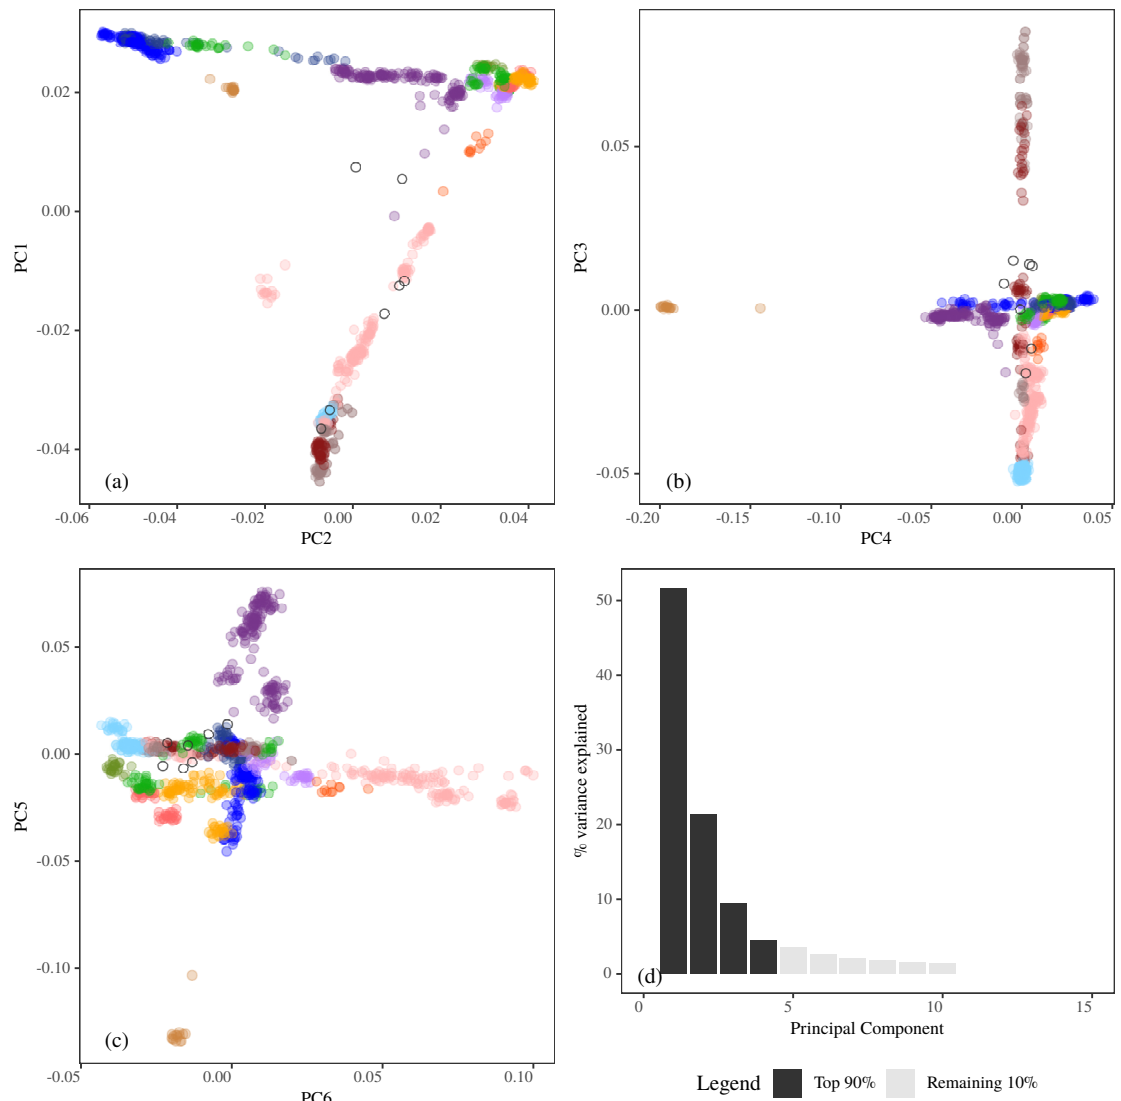 0.02
0.00
-0.02
-0.04
PC1
(a)
-0.06
-0.04
-0.02
0.00
0.02
0.04
PC2
0.05
0.00
-0.05
PC3
(b)
-0.20
-0.15
-0.10
-0.05
0.00
0.05
PC4
0.05
0.00
-0.05
-0.10
PC5
(c)
-0.05
0.00
0.05
0.10
PC6
50
40
30
20
10
0
% variance explained
(d)
0
5
10
15
Principal Component
Legend
Top 90%
Remaining 10%